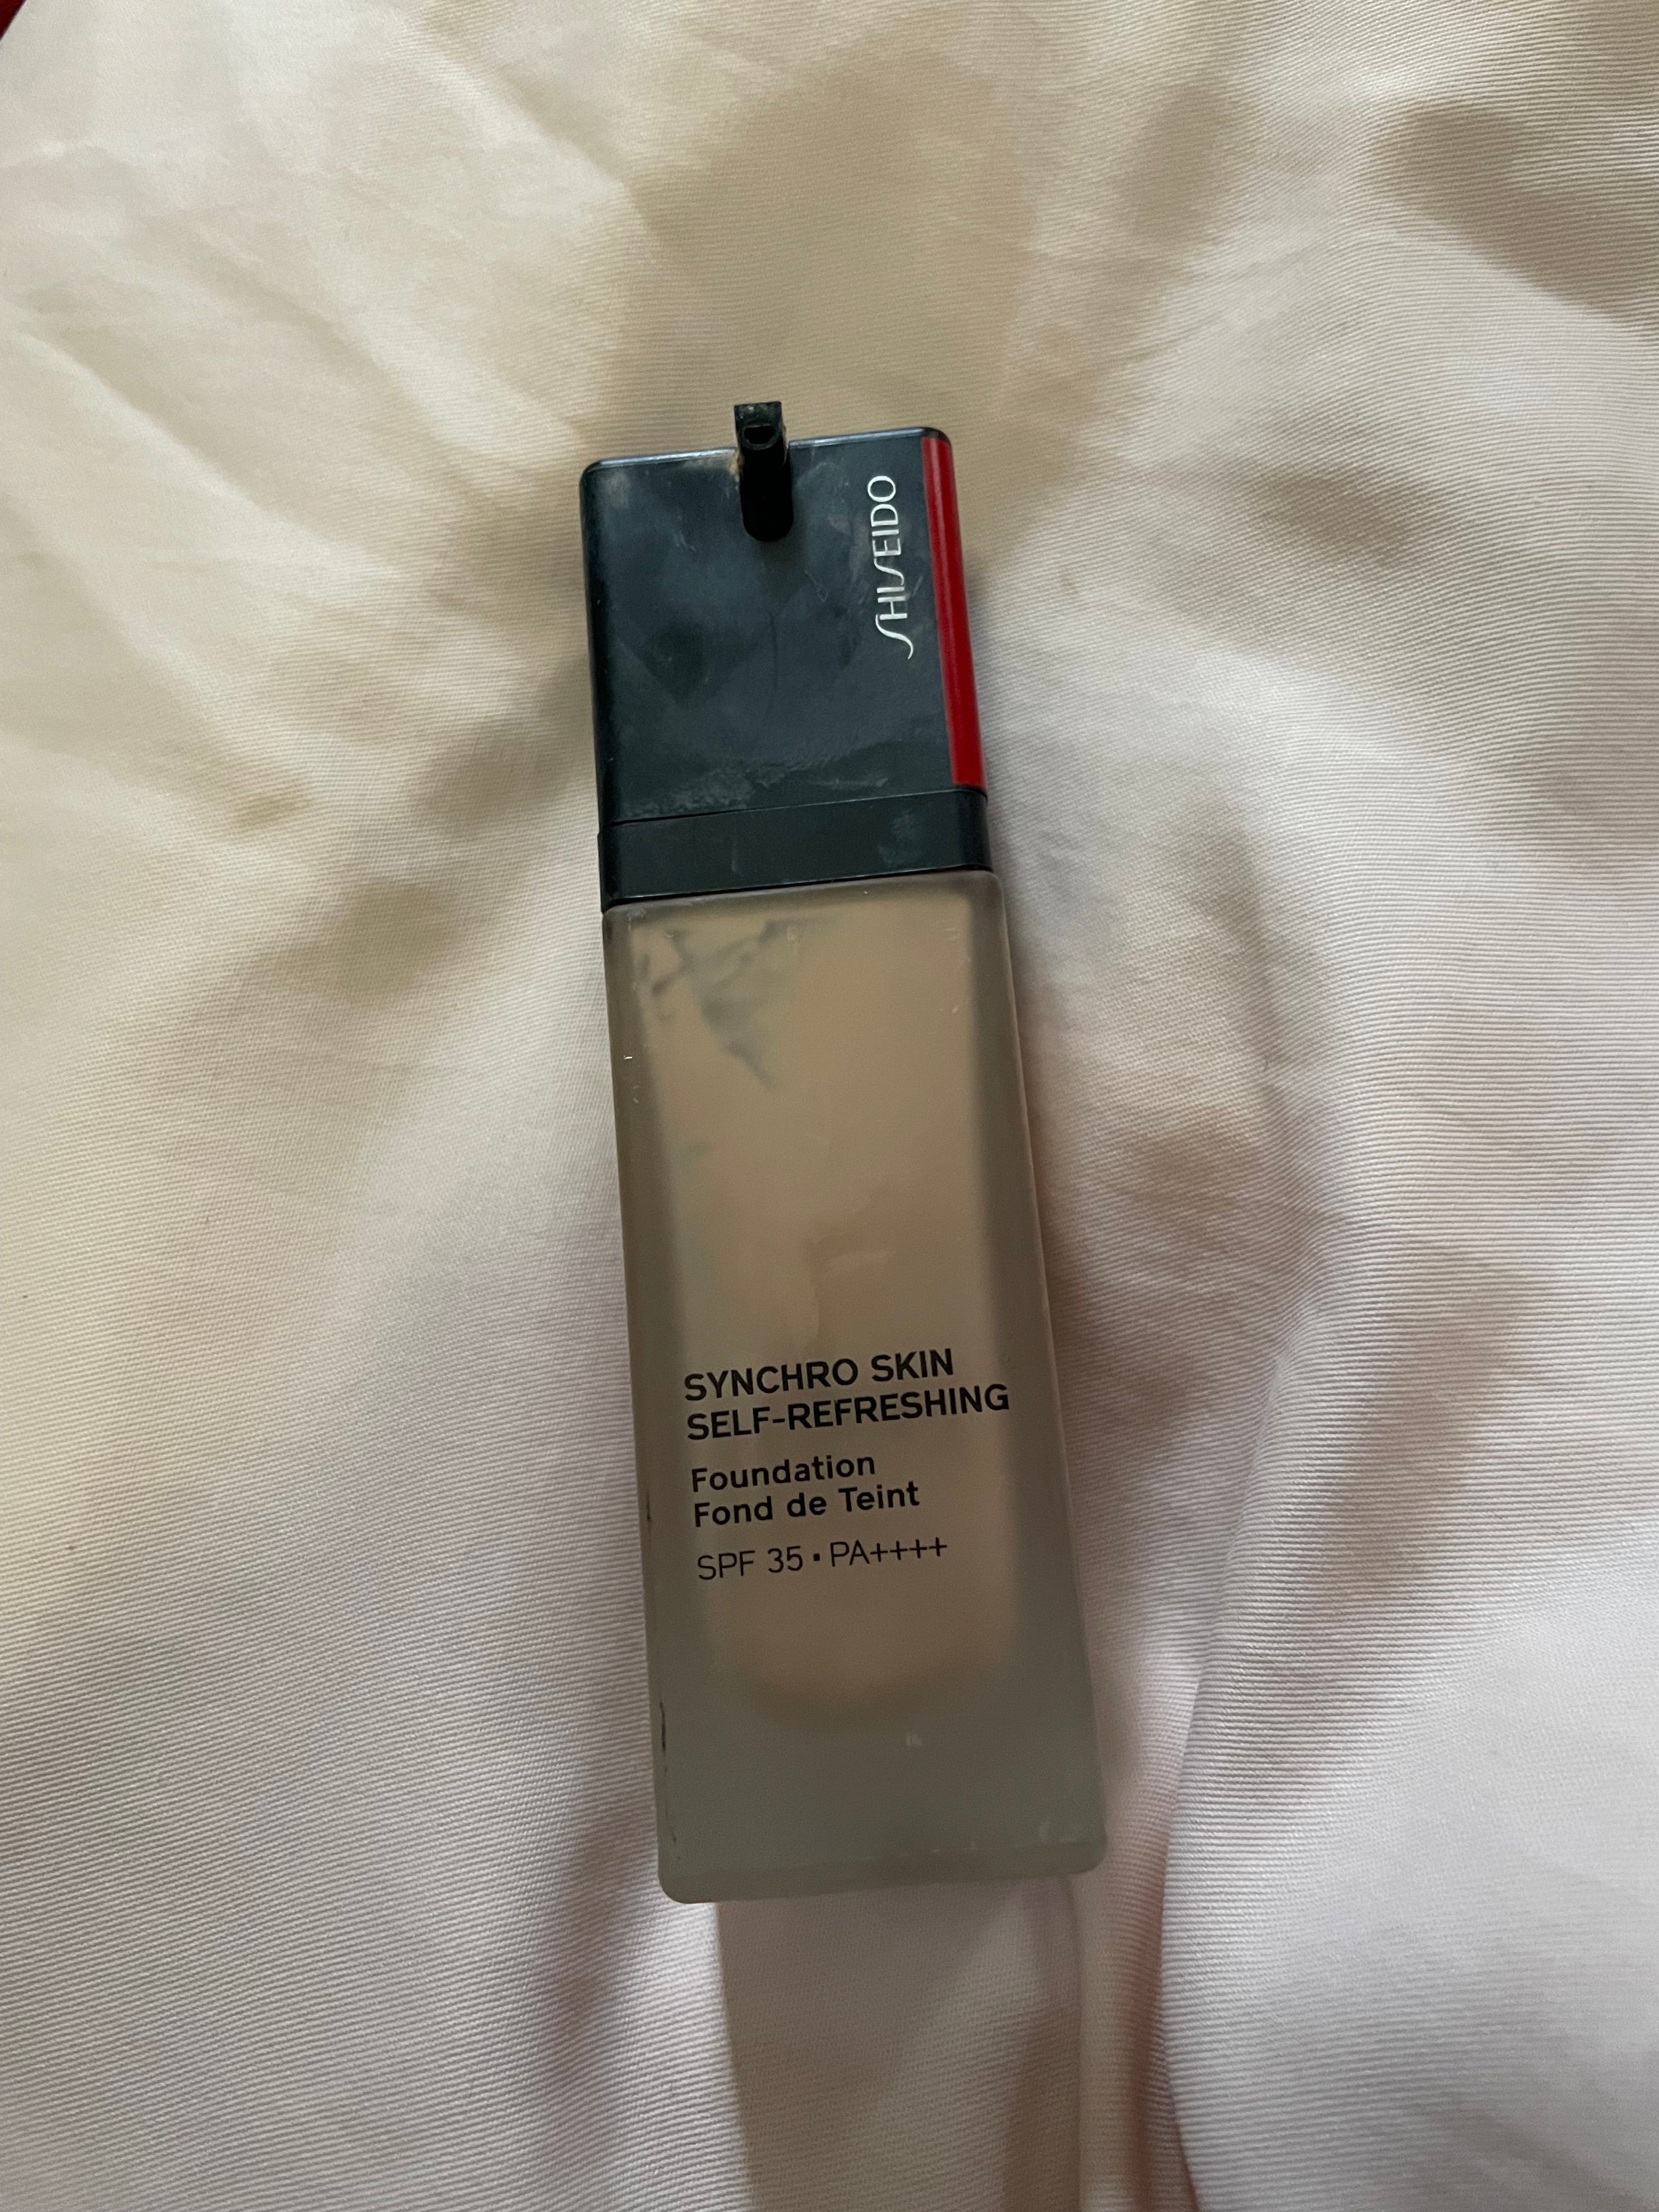 SHISEIDO
SYNCHRO SKIN
SELF-REFRESHING
Foundation
Fond de Teint
SPF 35 · PA++++